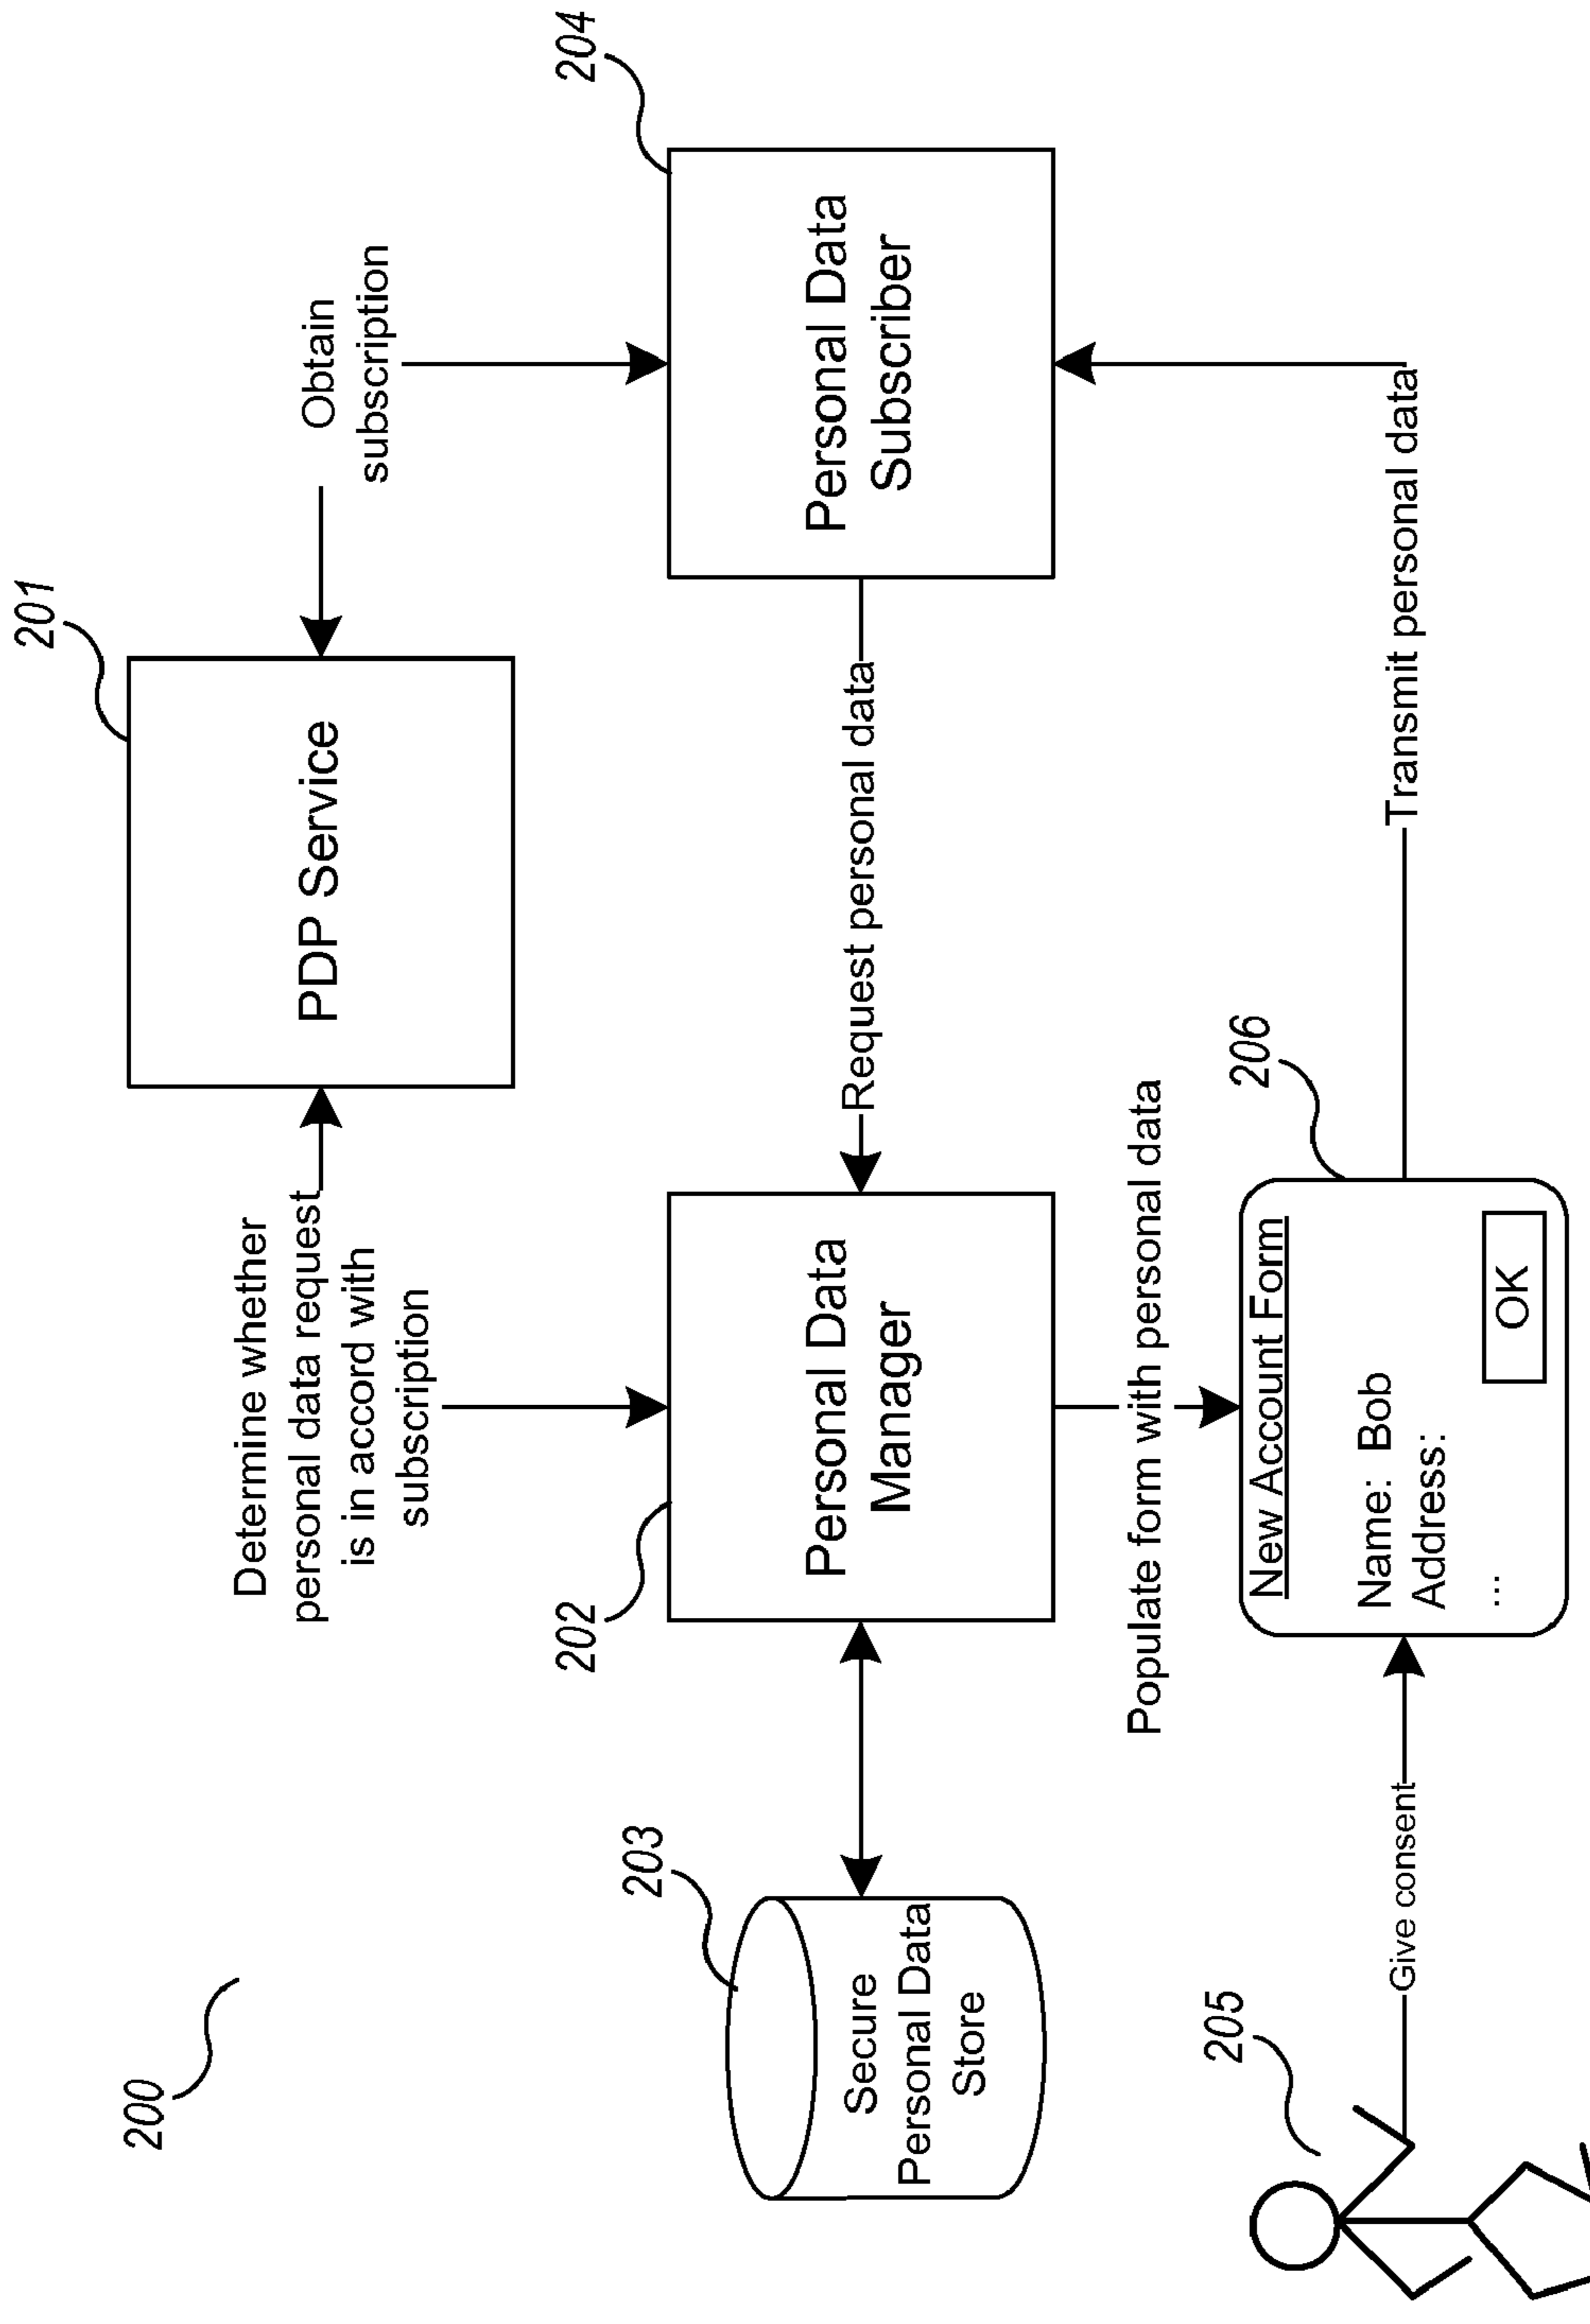 200
201
PDP Service
Obtain
subscription
Determine whether
personal data request
is in accord with
subscription
202
Personal Data
Manager
203
Secure
Personal Data
Store
Request personal data
204
Personal Data
Subscriber
Populate form with personal data
205
Give consent
206
New Account Form
Name: Bob
Address:
...
OK
Transmit personal data